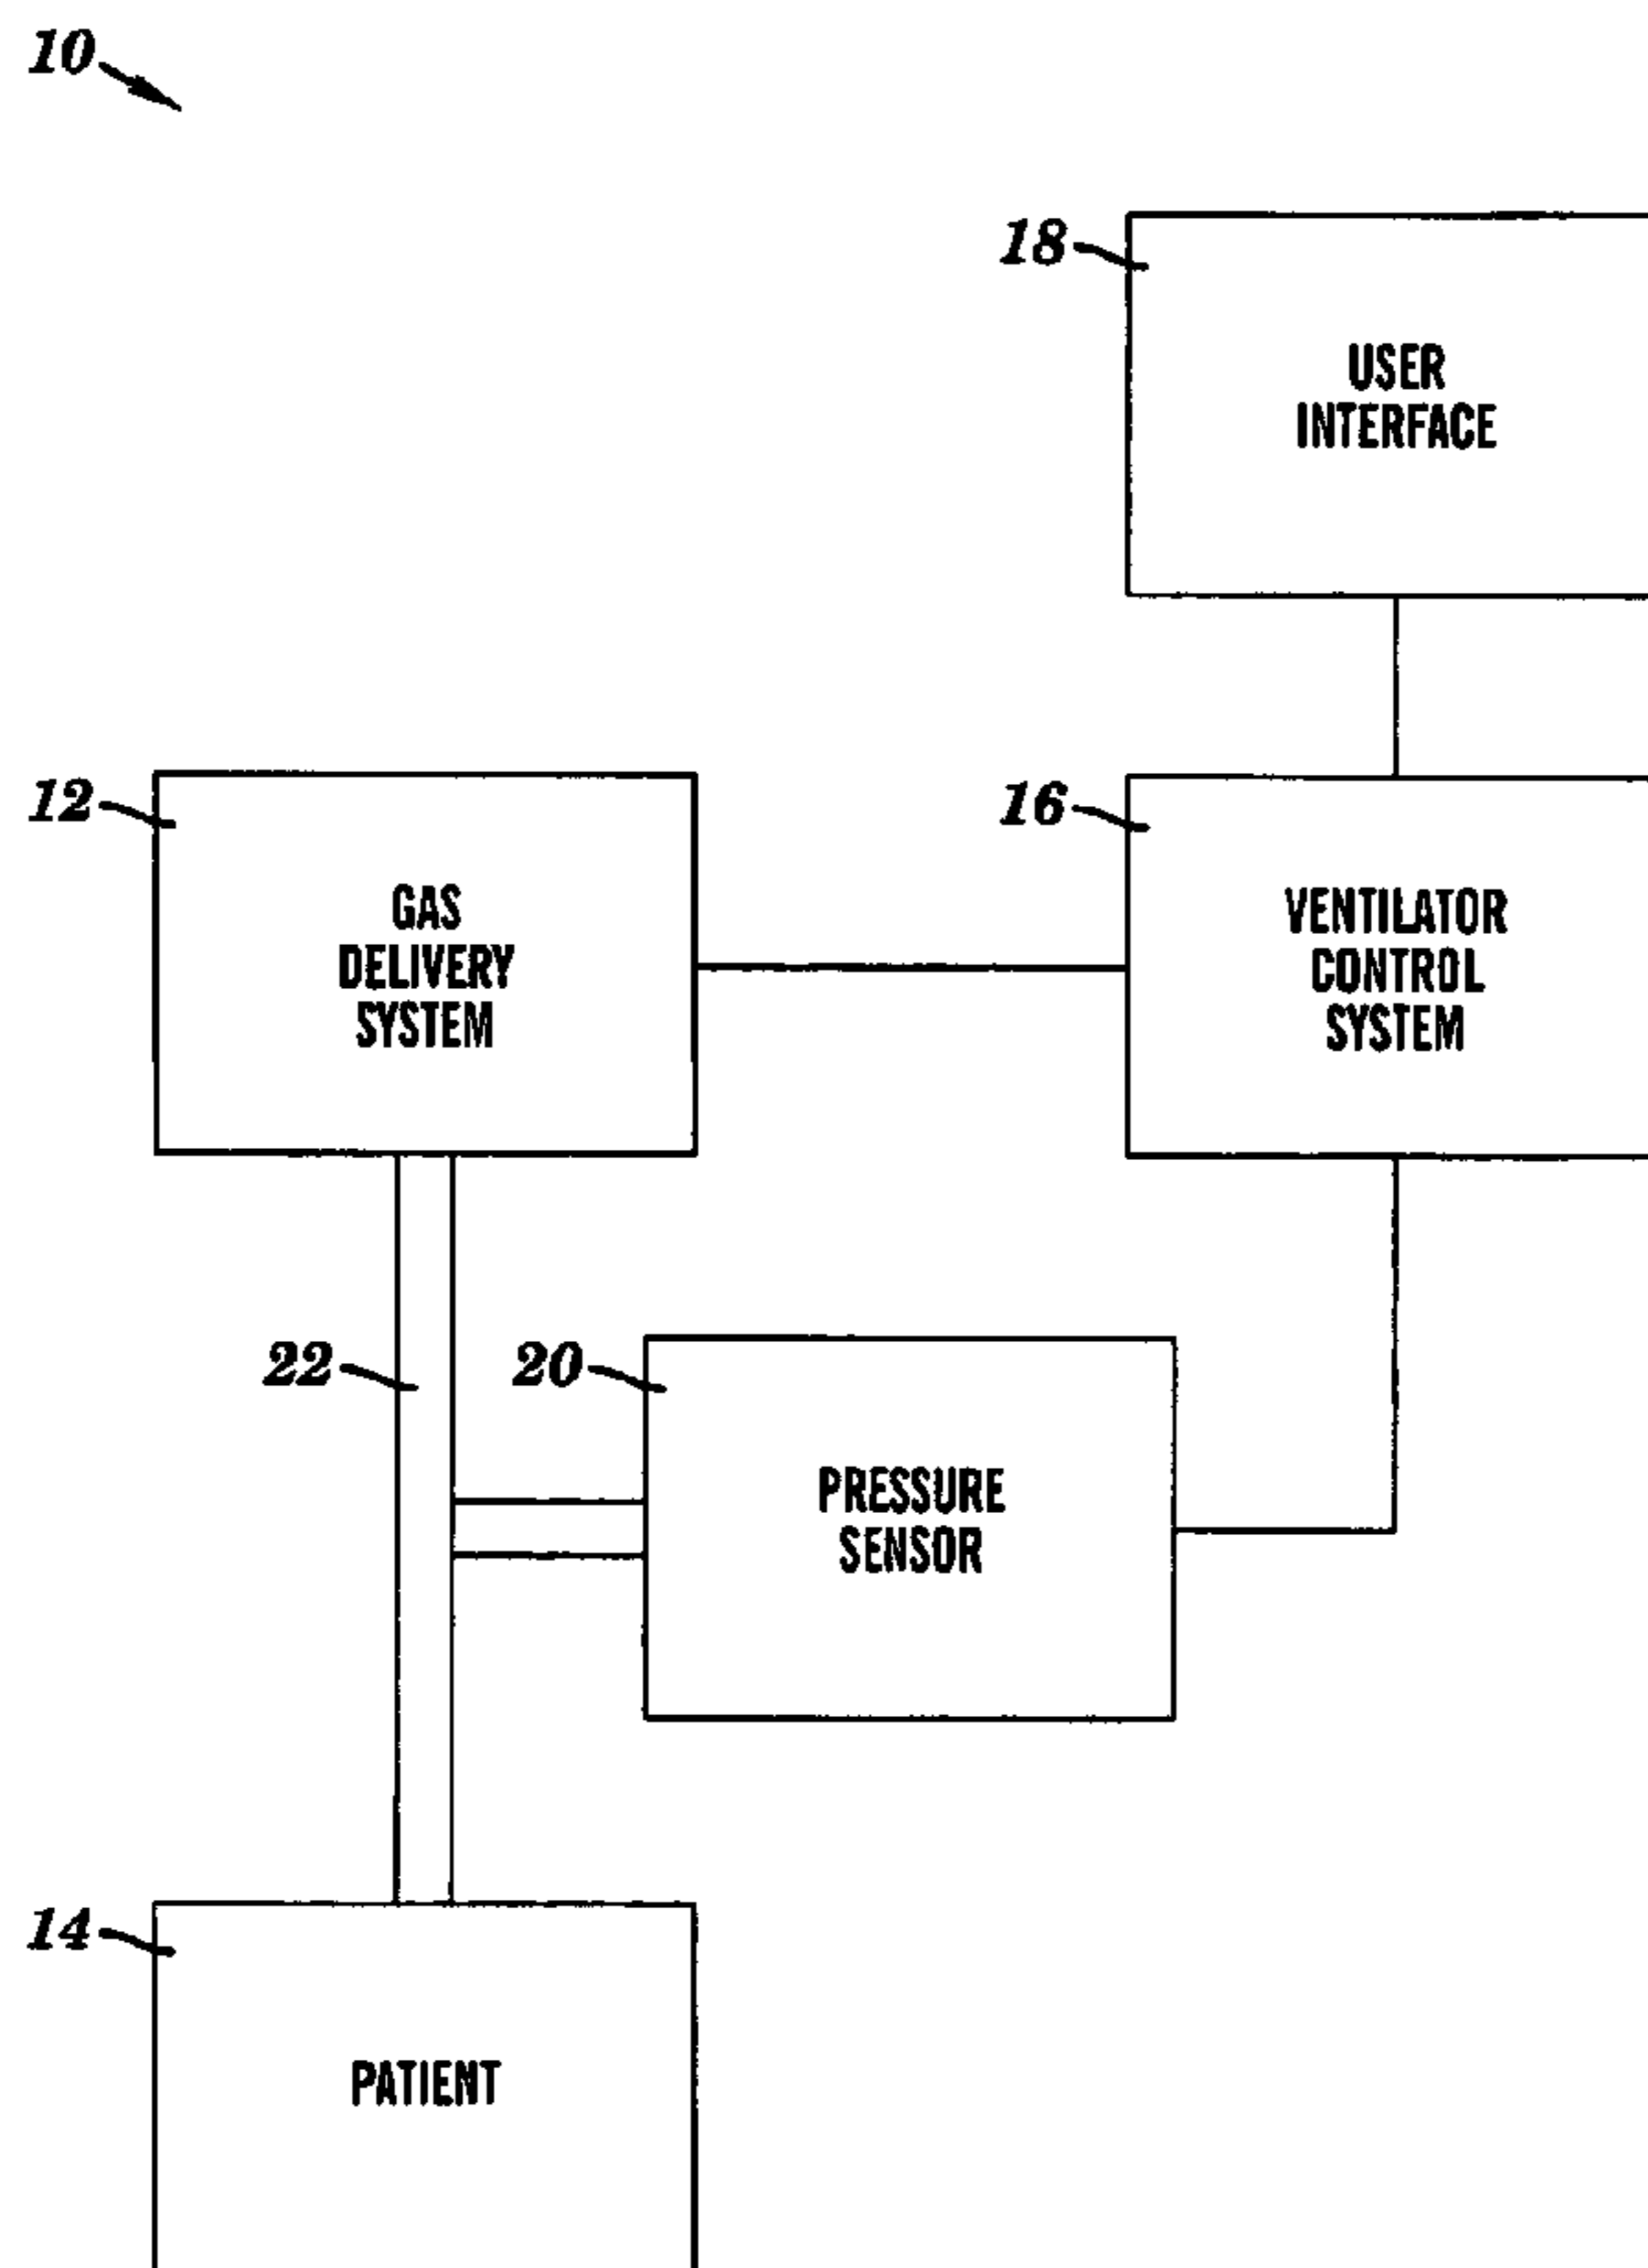 10
18
USER
INTERFACE
12
GAS
DELIVERY
SYSTEM
16
VENTILATOR
CONTROL
SYSTEM
22
20
PRESSURE
SENSOR
14
PATIENT